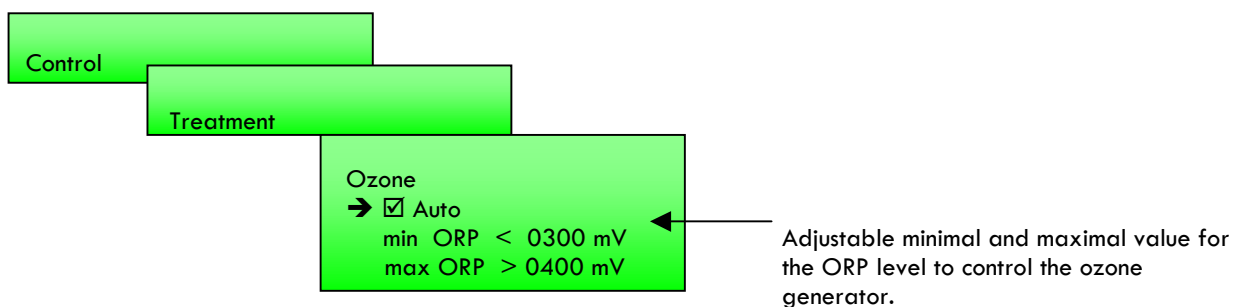 Control
Treatment
Ozone
➔ ☑ Auto
min ORP < 0300 mV
max ORP > 0400 mV
Adjustable minimal and maximal value for
the ORP level to control the ozone
generator.